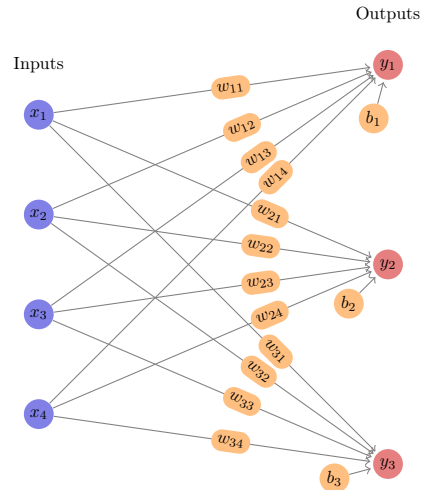 Outputs
Inputs
y₁
w₁₁
x₁
b₁
w₁₂
w₁₃
w₁₄
x₂
w₂₁
w₂₂
y₂
w₂₃
b₂
x₃
w₂₄
w₃₁
w₃₂
w₃₃
x₄
w₃₄
y₃
b₃